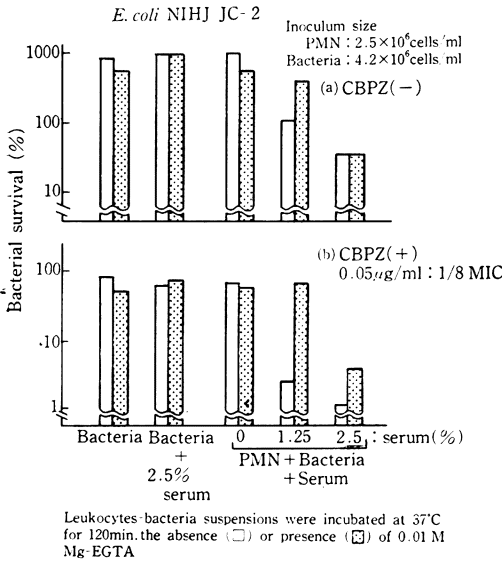 E. coli NIHJ JC-2
Inoculum size
PMN : 2.5×10⁶cells/ml
Bacteria : 4.2×10⁶cells/ml
(a) CBPZ(−)
1000
100
10
Bacterial survival (%)
(b) CBPZ(+)
0.05μg/ml : 1/8 MIC
100
10
1
Bacteria Bacteria 0 1.25 2.5 : serum(%)
+ PMN+Bacteria
2.5% +Serum
serum
Leukocytes-bacteria suspensions were incubated at 37℃
for 120min. the absence (□) or presence (▒) of 0.01 M
Mg-EGTA